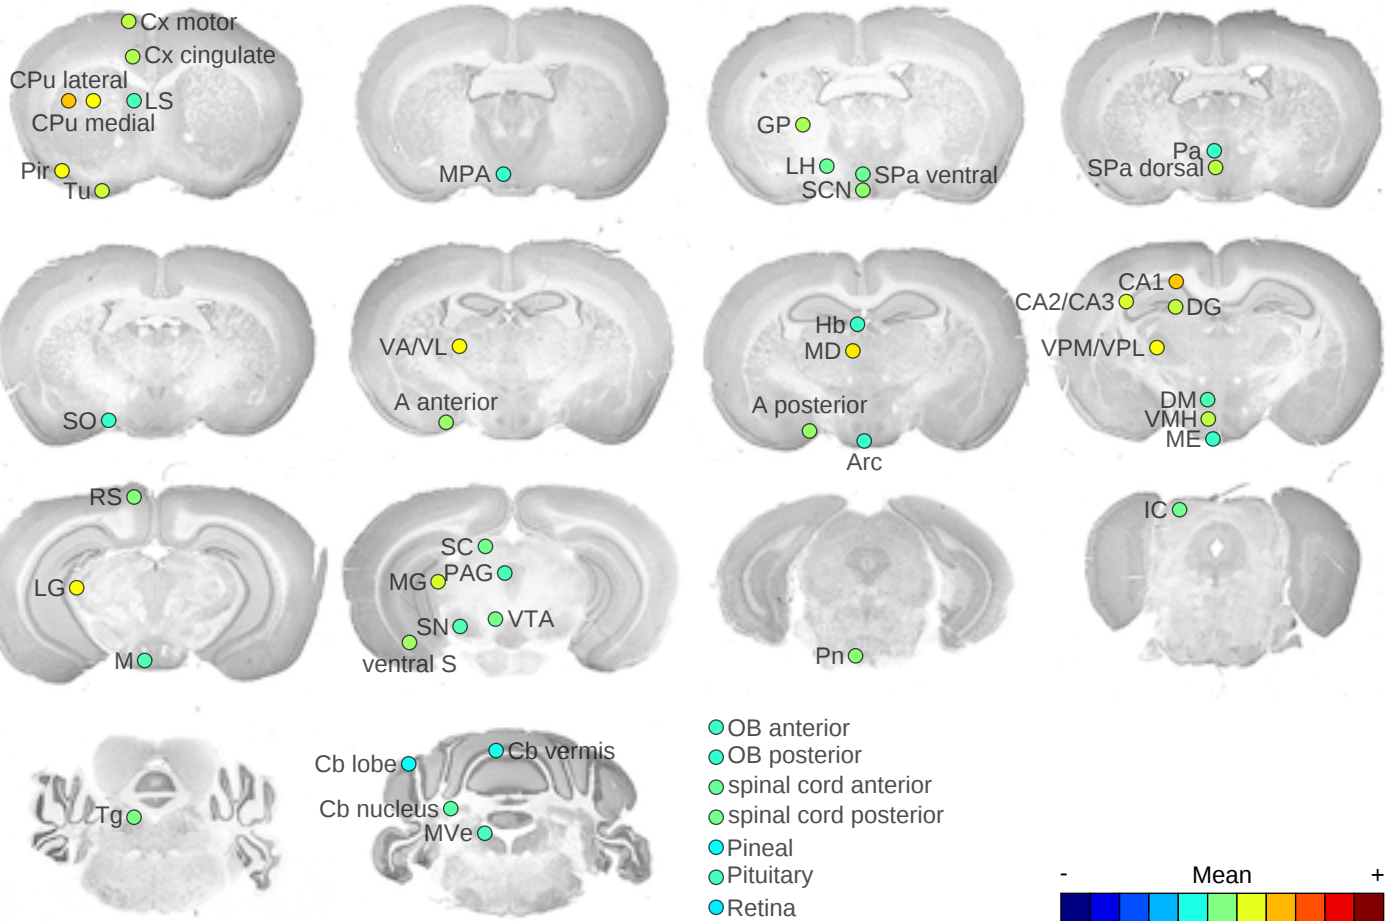 Cx motor
Cx cingulate
CPu lateral
LS
CPu medial
Pir
Tu
MPA
GP
LH
SPa ventral
SCN
Pa
SPa dorsal
SO
VA/VL
A anterior
Hb
MD
A posterior
Arc
CA1
CA2/CA3
DG
VPM/VPL
DM
VMH
ME
RS
LG
M
SC
MG
PAG
SN
VTA
ventral S
Pn
IC
Tg
Cb lobe
Cb vermis
Cb nucleus
MVe
OB anterior
OB posterior
spinal cord anterior
spinal cord posterior
Pineal
Pituitary
Retina
- Mean +